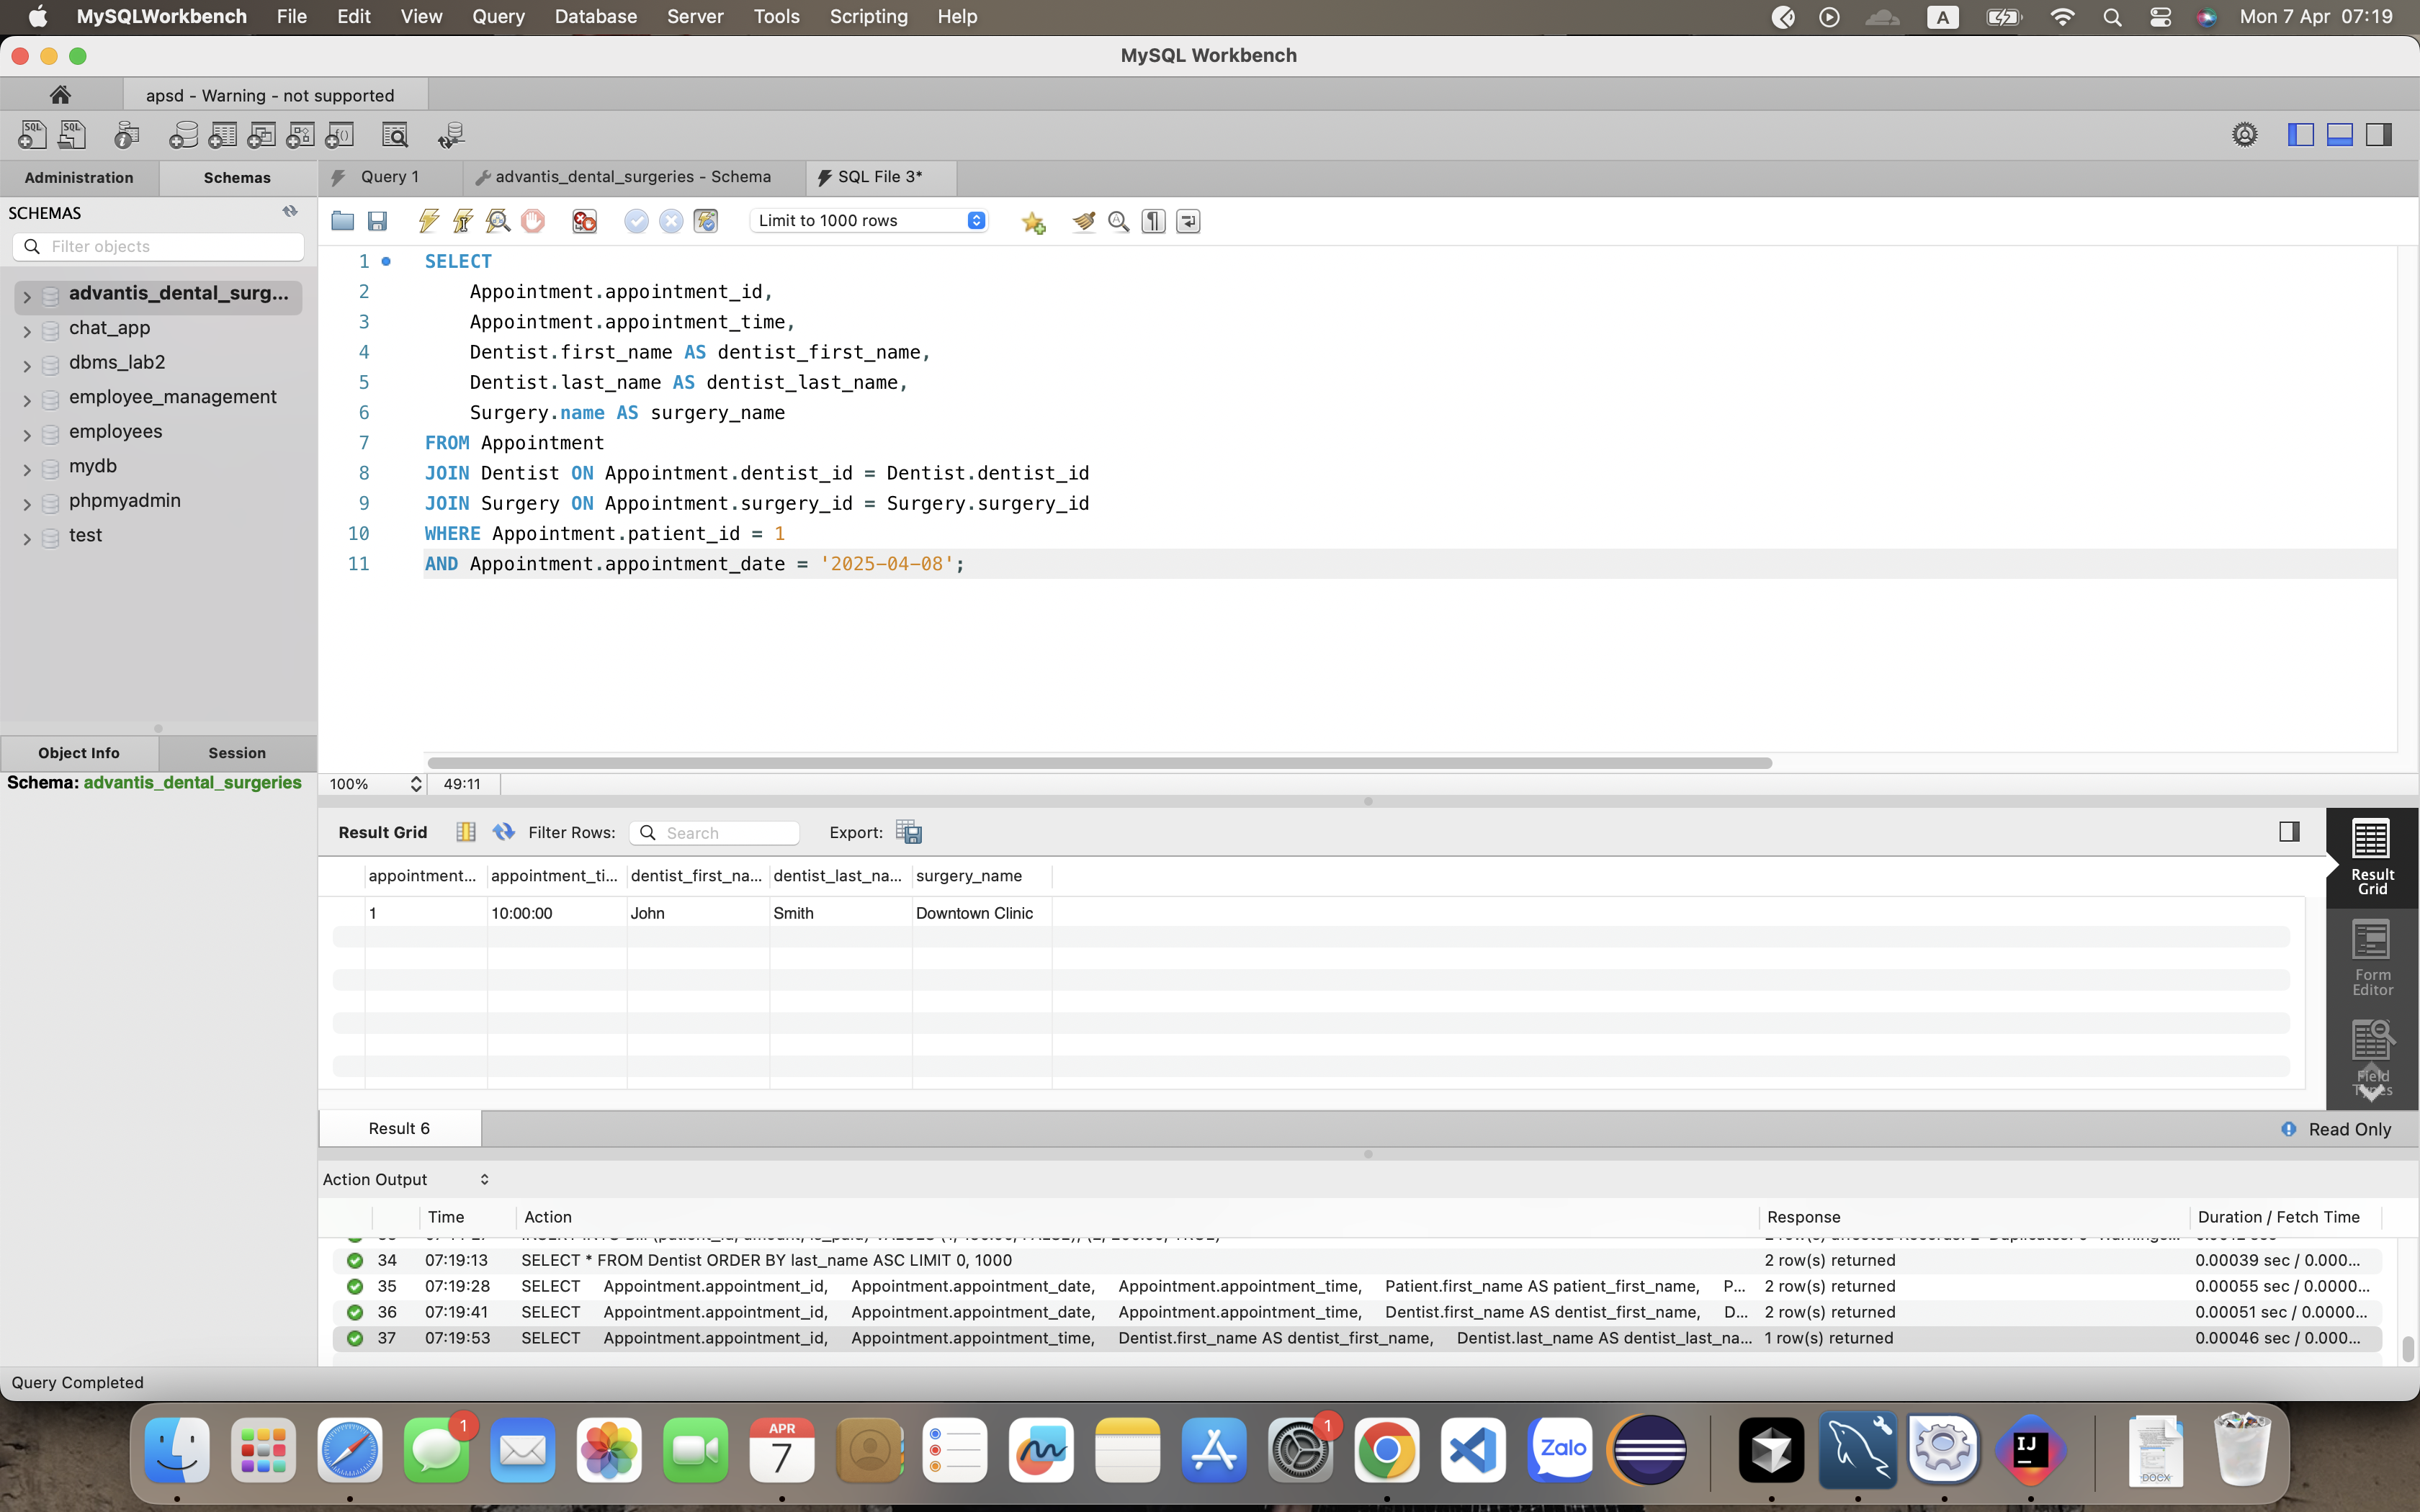 MySQLWorkbench File Edit View Query Database Server Tools Scripting Help A Mon 7 Apr 07:19
MySQL Workbench
apsd - Warning - not supported
SQL SQL
Administration Schemas Query 1 advantis_dental_surgeries - Schema SQL File 3*
SCHEMAS
Filter objects
Limit to 1000 rows
advantis_dental_surg...
chat_app
dbms_lab2
employee_management
employees
mydb
phpmyadmin
test
1 SELECT
2 Appointment.appointment_id,
3 Appointment.appointment_time,
4 Dentist.first_name AS dentist_first_name,
5 Dentist.last_name AS dentist_last_name,
6 Surgery.name AS surgery_name
7 FROM Appointment
8 JOIN Dentist ON Appointment.dentist_id = Dentist.dentist_id
9 JOIN Surgery ON Appointment.surgery_id = Surgery.surgery_id
10 WHERE Appointment.patient_id = 1
11 AND Appointment.appointment_date = '2025-04-08';
Object Info Session
Schema: advantis_dental_surgeries
100% 49:11
Result Grid Filter Rows: Search Export:
appointment... appointment_ti... dentist_first_na... dentist_last_na... surgery_name
1 10:00:00 John Smith Downtown Clinic
Result Grid
Form Editor
Field Types
Result 6 Read Only
Action Output
Time Action Response Duration / Fetch Time
34 07:19:13 SELECT * FROM Dentist ORDER BY last_name ASC LIMIT 0, 1000 2 row(s) returned 0.00039 sec / 0.000...
35 07:19:28 SELECT Appointment.appointment_id, Appointment.appointment_date, Appointment.appointment_time, Patient.first_name AS patient_first_name, P... 2 row(s) returned 0.00055 sec / 0.0000...
36 07:19:41 SELECT Appointment.appointment_id, Appointment.appointment_date, Appointment.appointment_time, Dentist.first_name AS dentist_first_name, D... 2 row(s) returned 0.00051 sec / 0.0000...
37 07:19:53 SELECT Appointment.appointment_id, Appointment.appointment_time, Dentist.first_name AS dentist_first_name, Dentist.last_name AS dentist_last_na... 1 row(s) returned 0.00046 sec / 0.000...
Query Completed
1 APR 7 1 Zalo IJ DOCX